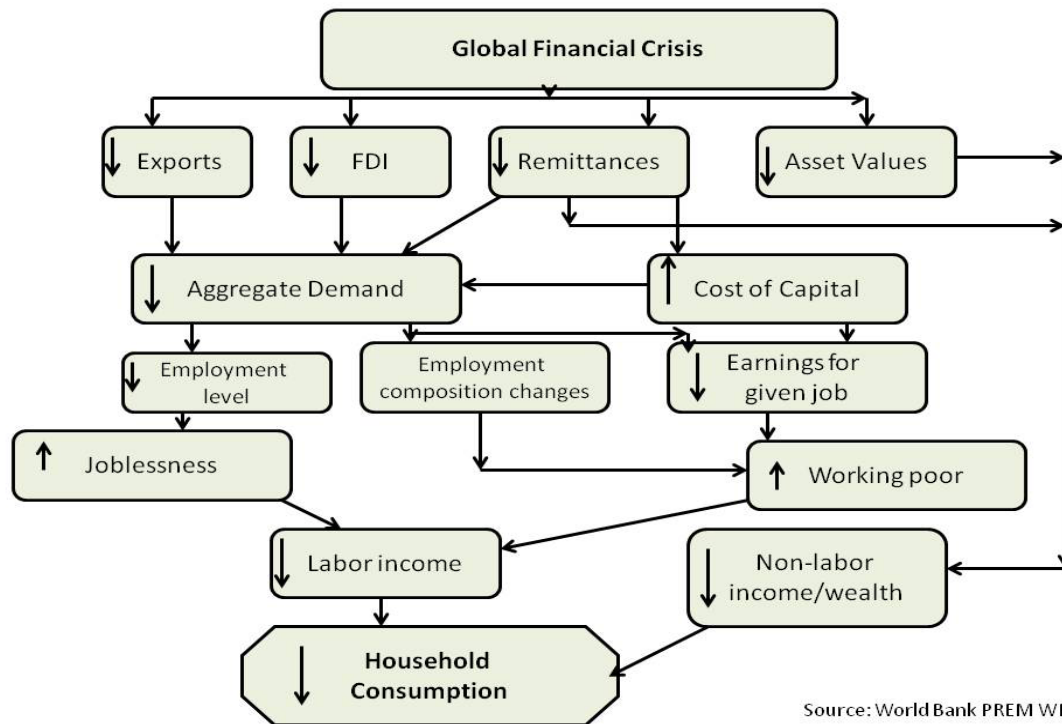 Global Financial Crisis
Exports
FDI
Remittances
Asset Values
Aggregate Demand
Cost of Capital
Employment
level
Employment
composition changes
Earnings for
given job
Joblessness
Working poor
Labor income
Non-labor
income/wealth
Household
Consumption
Source: World Bank PREM